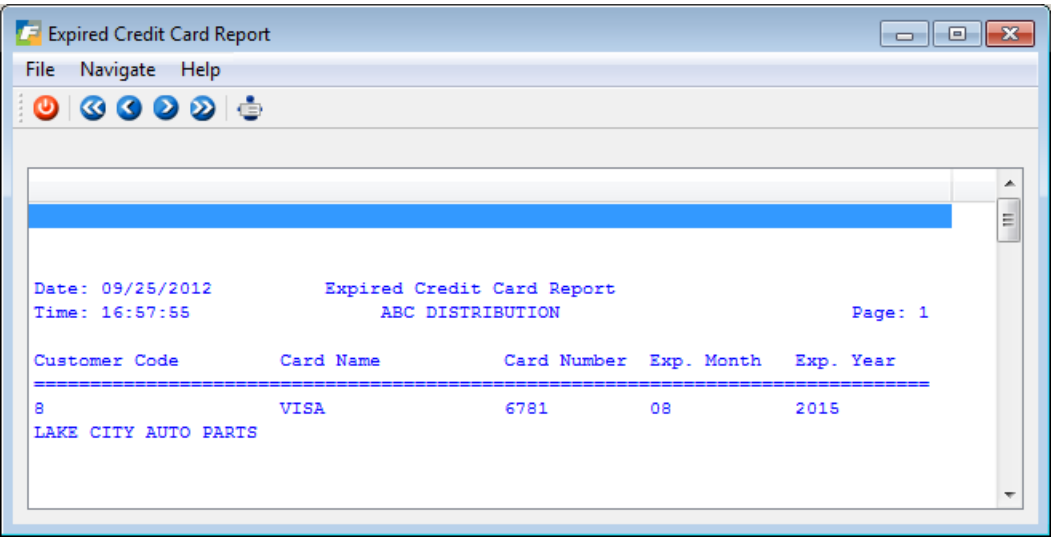 Expired Credit Card Report
File Navigate Help
Date: 09/25/2012 Expired Credit Card Report
Time: 16:57:55 ABC DISTRIBUTION Page: 1
Customer Code Card Name Card Number Exp. Month Exp. Year
================================================================================
8 VISA 6781 08 2015
LAKE CITY AUTO PARTS